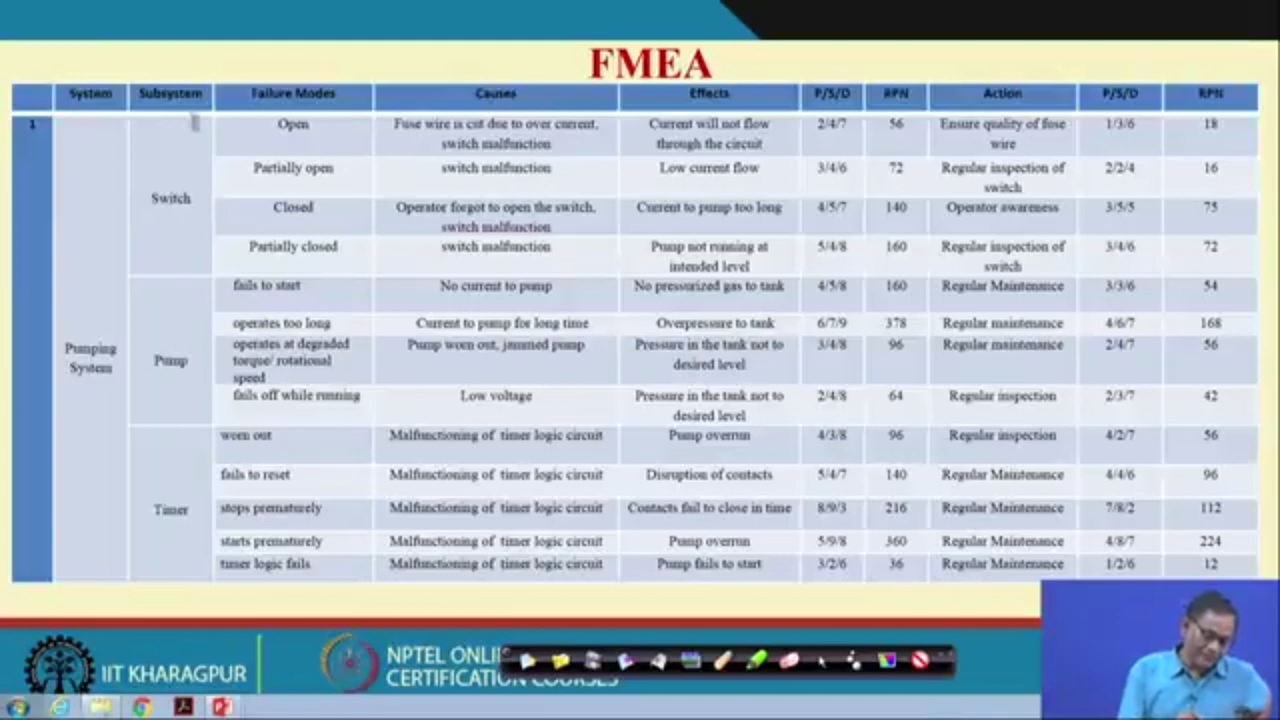 FMEA
System Subsystem Failure Modes Causes Effects P/S/D RPN Action P/S/D RPN
1 Pumping System
Switch
Open Fuse wire is cut due to over current, switch malfunction Current will not flow through the circuit 2/4/7 56 Ensure quality of fuse wire 1/3/6 18
Partially open switch malfunction Low current flow 3/4/6 72 Regular inspection of switch 2/2/4 16
Closed Operator forgot to open the switch, switch malfunction Current to pump too long 4/5/7 140 Operator awareness 3/5/5 75
Partially closed switch malfunction Pump not running at intended level 5/4/8 160 Regular inspection of switch 3/4/6 72
Pump
fails to start No current to pump No pressurized gas to tank 4/5/8 160 Regular Maintenance 3/3/6 54
operates too long Current to pump for long time Overpressure to tank 6/7/9 378 Regular maintenance 4/6/7 168
operates at degraded torque/ rotational speed Pump worn out, jammed pump Pressure in the tank not to desired level 3/4/8 96 Regular maintenance 2/4/7 56
fails off while running Low voltage Pressure in the tank not to desired level 2/4/8 64 Regular inspection 2/3/7 42
Timer
worn out Malfunctioning of timer logic circuit Pump overrun 4/3/8 96 Regular inspection 4/2/7 56
fails to reset Malfunctioning of timer logic circuit Disruption of contacts 5/4/7 140 Regular Maintenance 4/4/6 96
stops prematurely Malfunctioning of timer logic circuit Contacts fail to close in time 8/9/3 216 Regular Maintenance 7/8/2 112
starts prematurely Malfunctioning of timer logic circuit Pump overrun 5/9/8 360 Regular Maintenance 4/8/7 224
timer logic fails Malfunctioning of timer logic circuit Pump fails to start 3/2/6 36 Regular Maintenance 1/2/6 12
IIT KHARAGPUR
NPTEL ONLI
CERTIFICATION COURSES